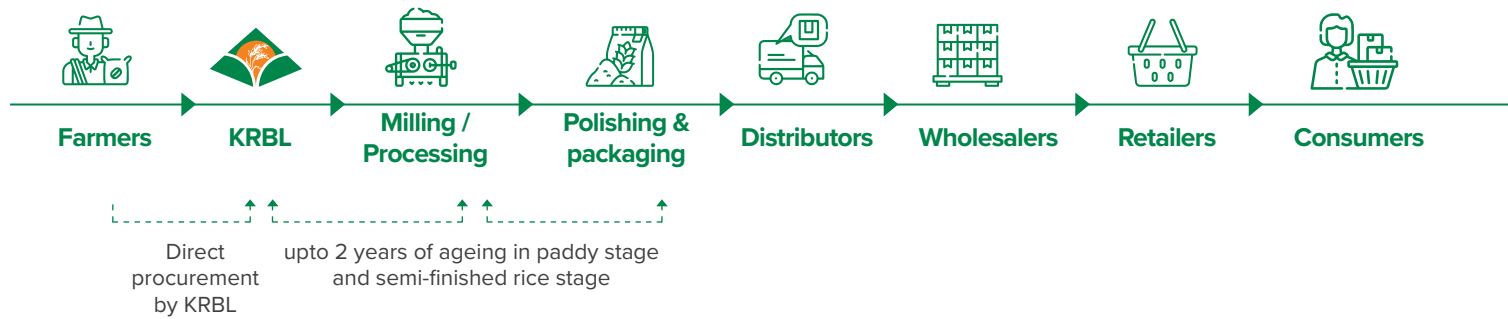 Farmers
KRBL
Milling /
Processing
Polishing &
packaging
Distributors
Wholesalers
Retailers
Consumers
Direct
procurement
by KRBL
upto 2 years of ageing in paddy stage
and semi-finished rice stage